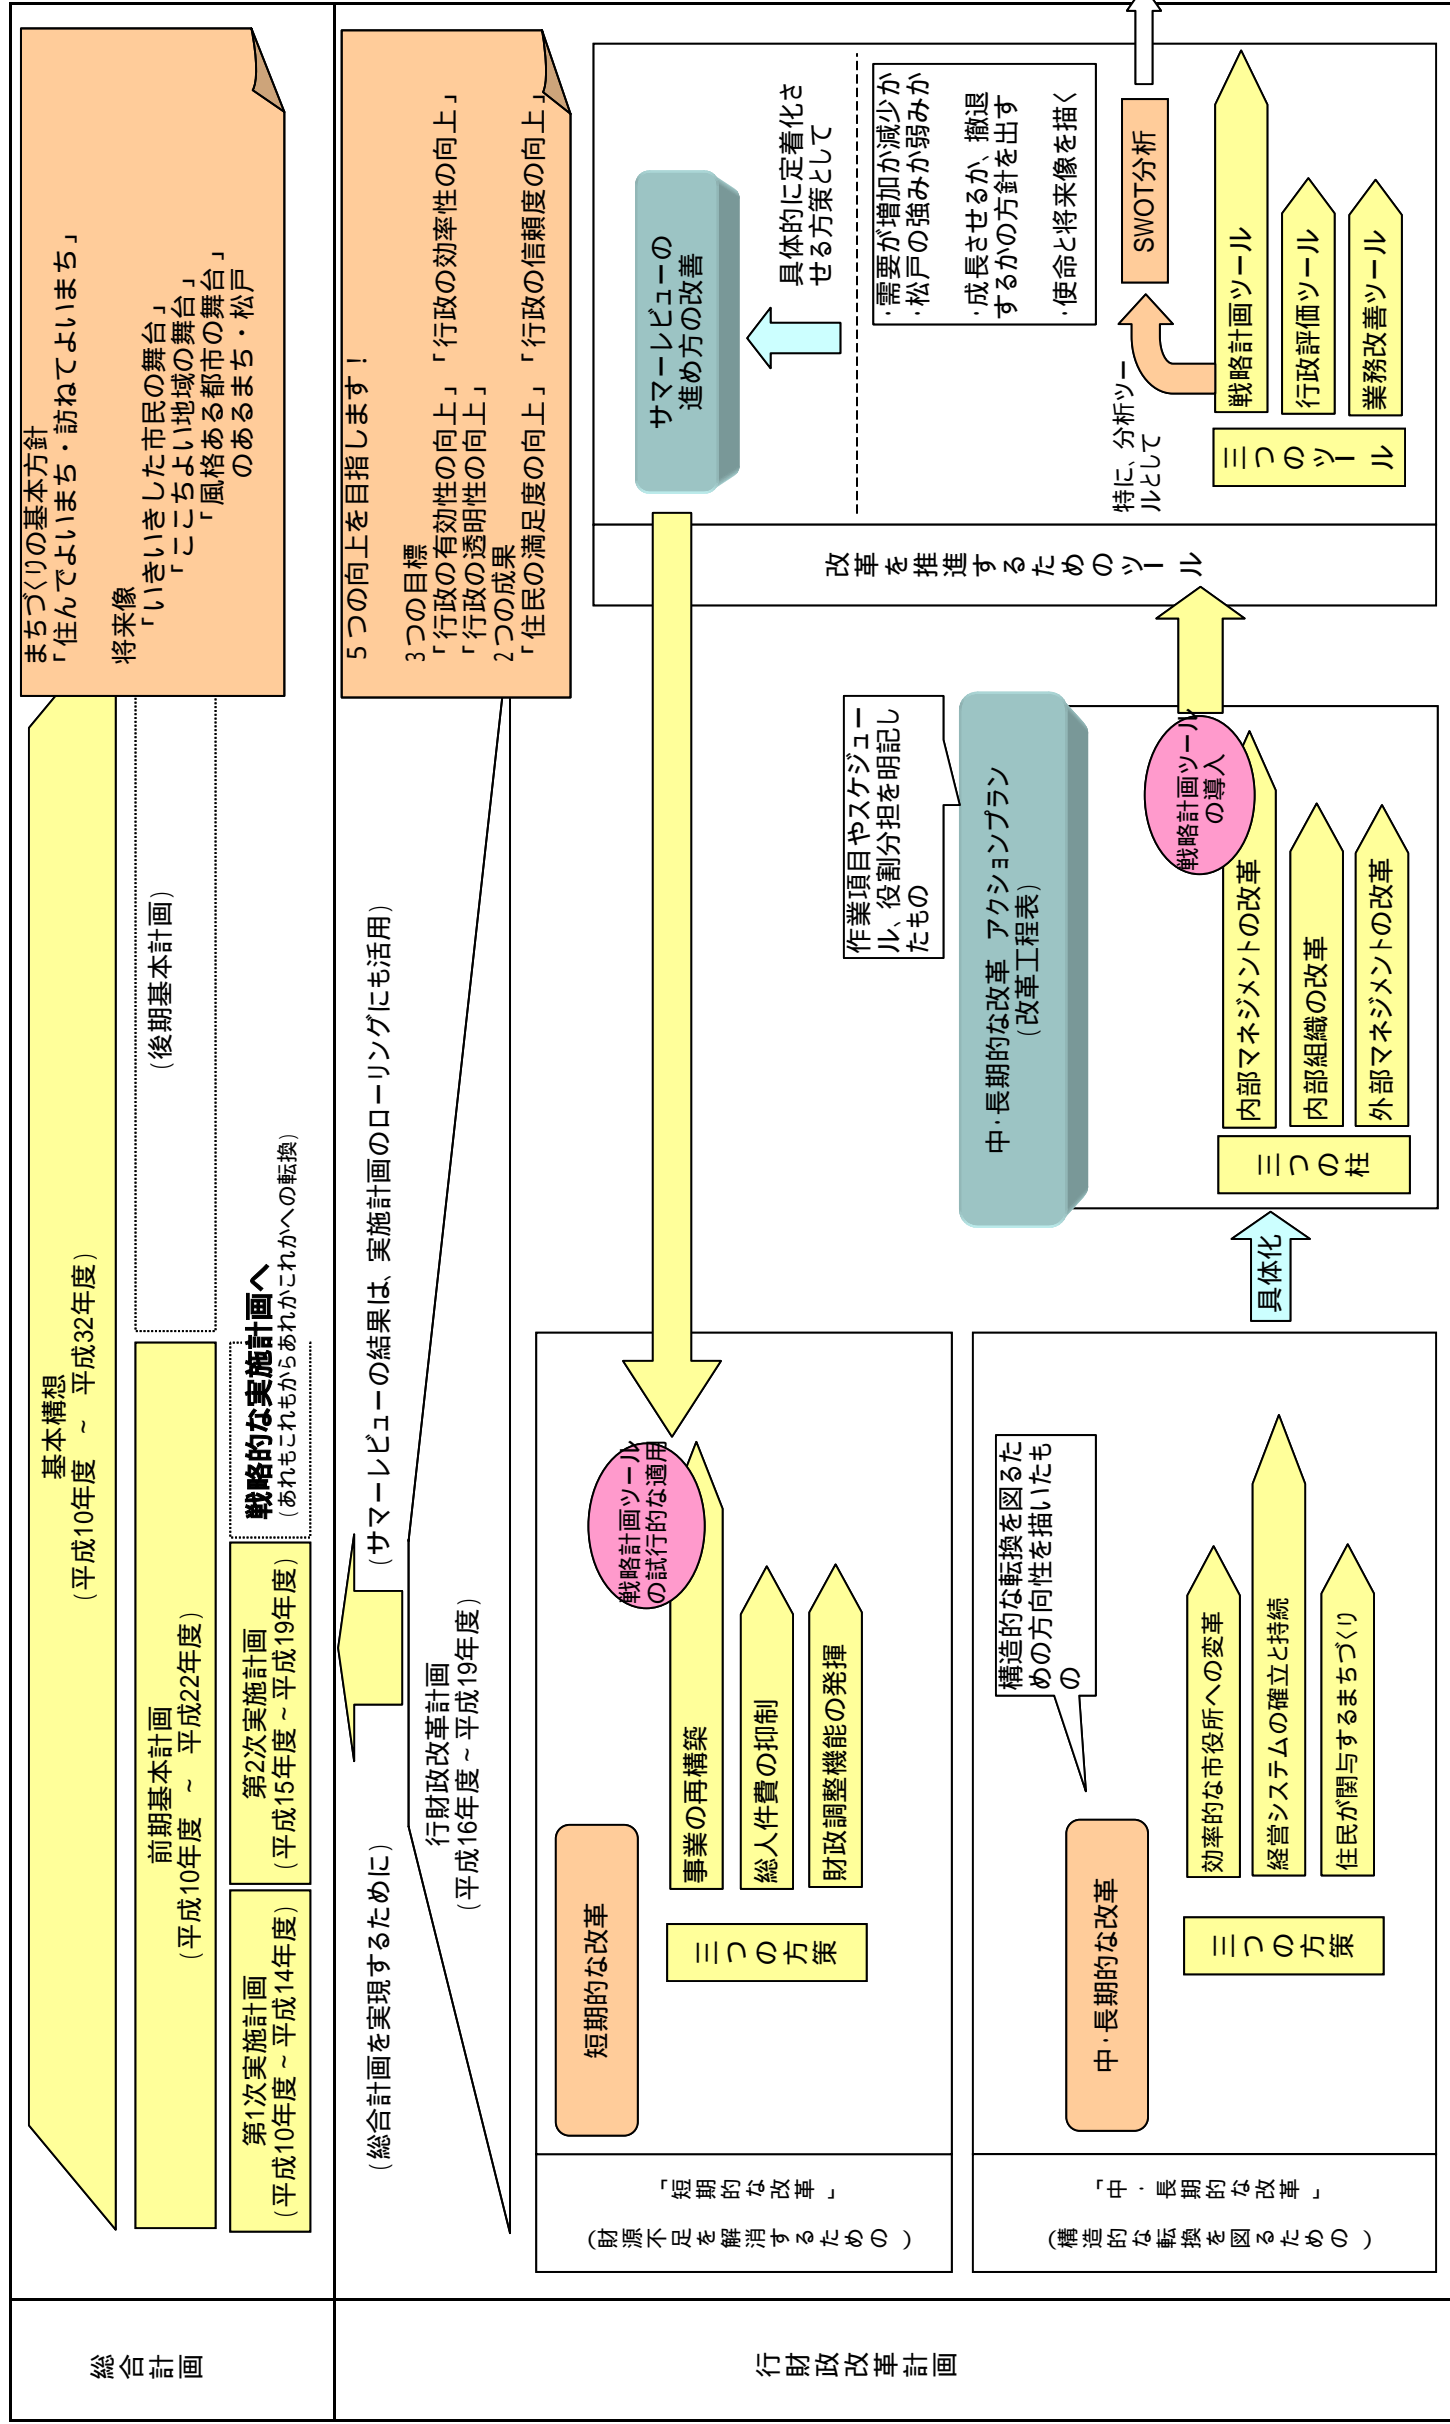 総合計画
基本構想
(平成10年度　~　平成32年度)
前期基本計画
(平成10年度　~　平成22年度)
(後期基本計画)
第1次実施計画
(平成10年度~平成14年度)
第2次実施計画
(平成15年度~平成19年度)
戦略的な実施計画へ
(あれもこれもからあれかこれかへの転換)
まちづくりの基本方針
「住んでよいまち・訪ねてよいまち」
将来像
「いきいきした市民の舞台」
「ここちよい地域の舞台」
「風格ある都市の舞台」
のあるまち・松戸
行財政改革計画
(総合計画を実現するために)
(サマーレビューの結果は、実施計画のローリングにも活用)
行財政改革計画
(平成16年度~平成19年度)
5つの向上を目指します!
3つの目標
「行政の有効性の向上」「行政の効率性の向上」
「行政の透明性の向上」
2つの成果
「住民の満足度の向上」「行政の信頼度の向上」
「短期的な改革」
(財源不足を解消するための)
短期的な改革
三つの方策
事業の再構築
総人件費の抑制
財政調整機能の発揮
戦略計画ツール
の試行的な適用
「中・長期的な改革」
(構造的な転換を図るための)
中・長期的な改革
構造的な転換を図るた
めの方向性を描いたも
の
三つの方策
効率的な市役所への変革
経営システムの確立と持続
住民が関与するまちづくり
具体化
作業項目やスケジュー
ル、役割分担を明記し
たもの
中・長期的な改革 アクションプラン
(改革工程表)
三つの柱
内部マネジメントの改革
内部組織の改革
外部マネジメントの改革
戦略計画ツール
の導入
改革を推進するためのツール
サマーレビューの
進め方の改善
具体的に定着化さ
せる方策として
・需要が増加か減少か
・松戸の強みか弱みか
・成長させるか、撤退
するかの方針を出す
・使命と将来像を描く
特に、分析ツー
ルとして
SWOT分析
三つのツール
戦略計画ツール
行政評価ツール
業務改善ツール